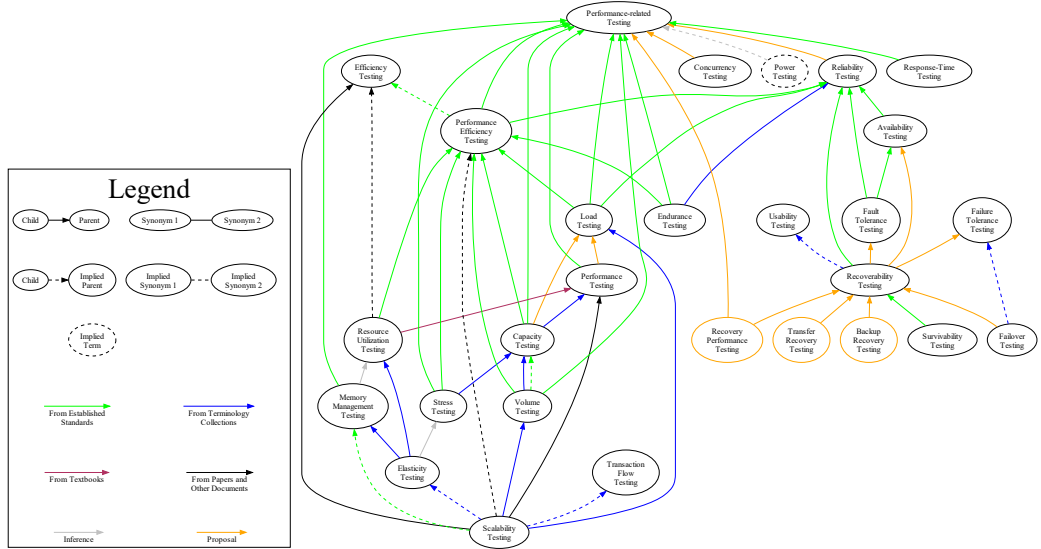 Performance-related
Testing
Efficiency
Testing
Concurrency
Testing
Power
Testing
Reliability
Testing
Response-Time
Testing
Performance
Efficiency
Testing
Availability
Testing
Legend
Child
Parent
Synonym 1
Synonym 2
Load
Testing
Endurance
Testing
Usability
Testing
Fault
Tolerance
Testing
Failure
Tolerance
Testing
Child
Implied
Parent
Implied
Synonym 1
Implied
Synonym 2
Performance
Testing
Recoverability
Testing
Implied
Term
Resource
Utilization
Testing
Capacity
Testing
Recovery
Performance
Testing
Transfer
Recovery
Testing
Backup
Recovery
Testing
Survivability
Testing
Failover
Testing
From Established
Standards
From Terminology
Collections
Memory
Management
Testing
Stress
Testing
Volume
Testing
From Textbooks
From Papers and
Other Documents
Elasticity
Testing
Transaction
Flow
Testing
Inference
Proposal
Scalability
Testing